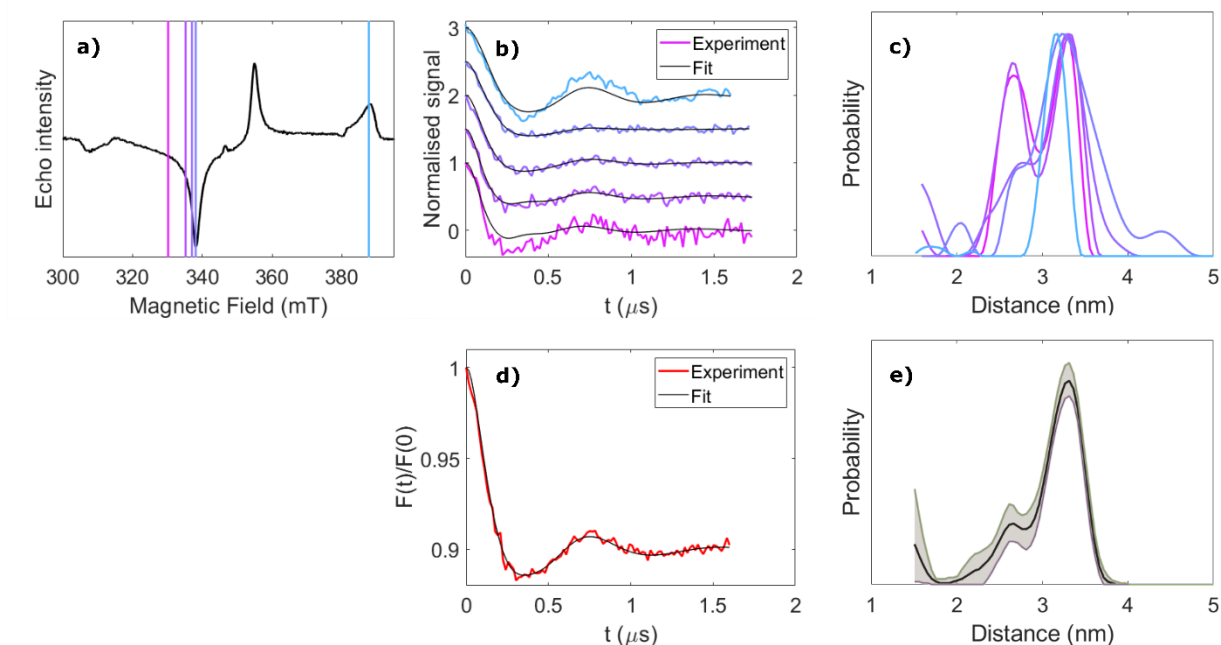 a)
Echo intensity
300
320
340
360
380
Magnetic Field (mT)
b)
Experiment
Fit
Normalised signal
3
2
1
0
0
0.5
1
1.5
2
t (μs)
c)
Probability
1
2
3
4
5
Distance (nm)
d)
Experiment
Fit
F(t)/F(0)
1
0.95
0.9
0
0.5
1
1.5
2
t (μs)
e)
Probability
1
2
3
4
5
Distance (nm)